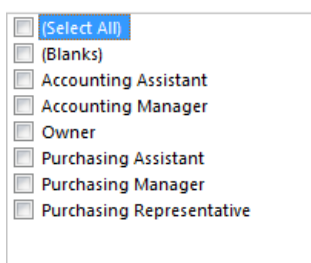 (Select All)
(Blanks)
Accounting Assistant
Accounting Manager
Owner
Purchasing Assistant
Purchasing Manager
Purchasing Representative